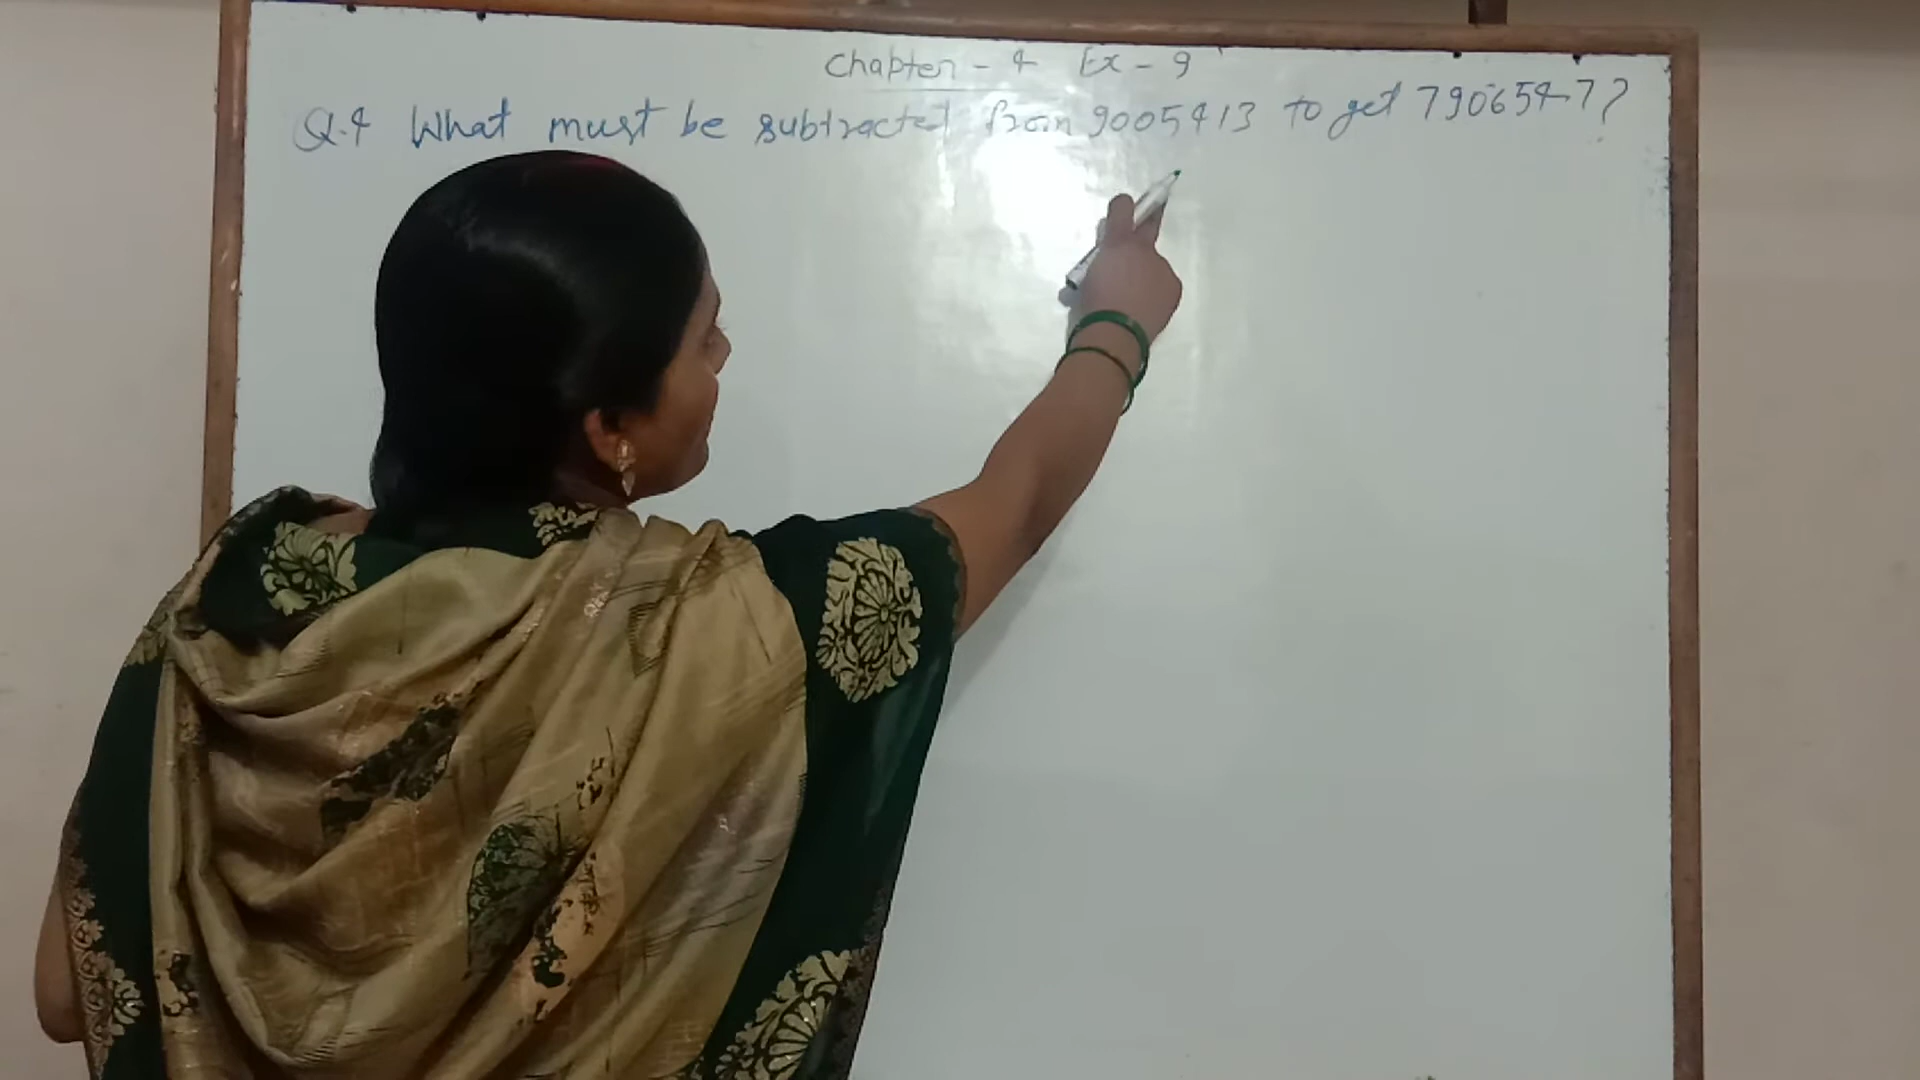 Chapter - 4 Ex - 9
Q.4 What must be subtracted from 9005413 to get 7906547?